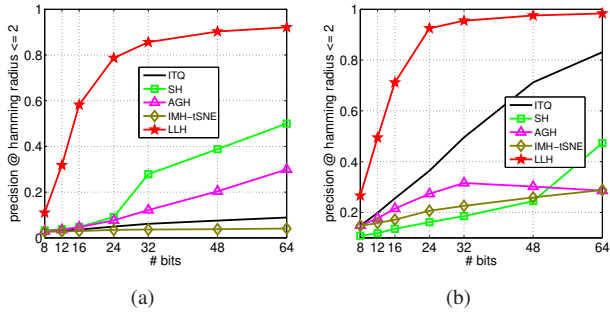 precision @ hamming radius <= 2
1
0.8
0.6
0.4
0.2
0
8 12 16 24 32 48 64
# bits
ITQ
SH
AGH
IMH-tSNE
LLH
(a)
precision @ hamming radius <= 2
1
0.8
0.6
0.4
0.2
8 12 16 24 32 48 64
# bits
ITQ
SH
AGH
IMH-tSNE
LLH
(b)